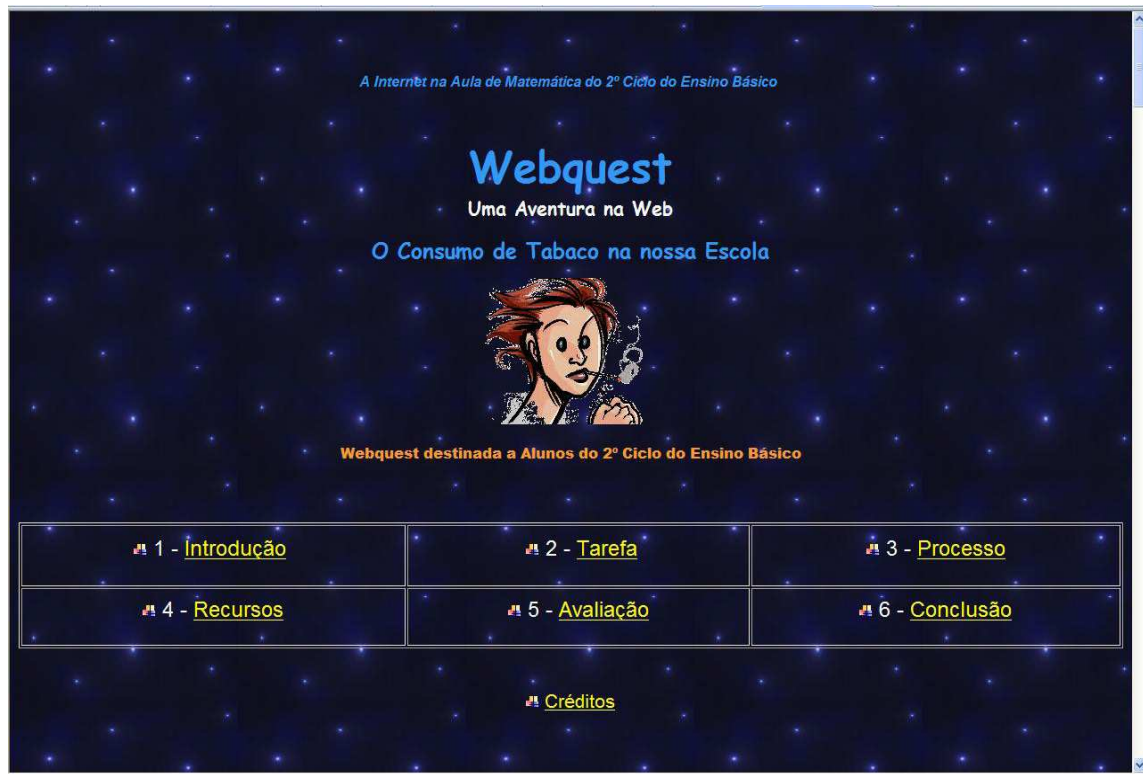 A Internet na Aula de Matemática do 2º Ciclo do Ensino Básico
Webquest
Uma Aventura na Web
O Consumo de Tabaco na nossa Escola
Webquest destinada a Alunos do 2º Ciclo do Ensino Básico
1 - Introdução
2 - Tarefa
3 - Processo
4 - Recursos
5 - Avaliação
6 - Conclusão
Créditos